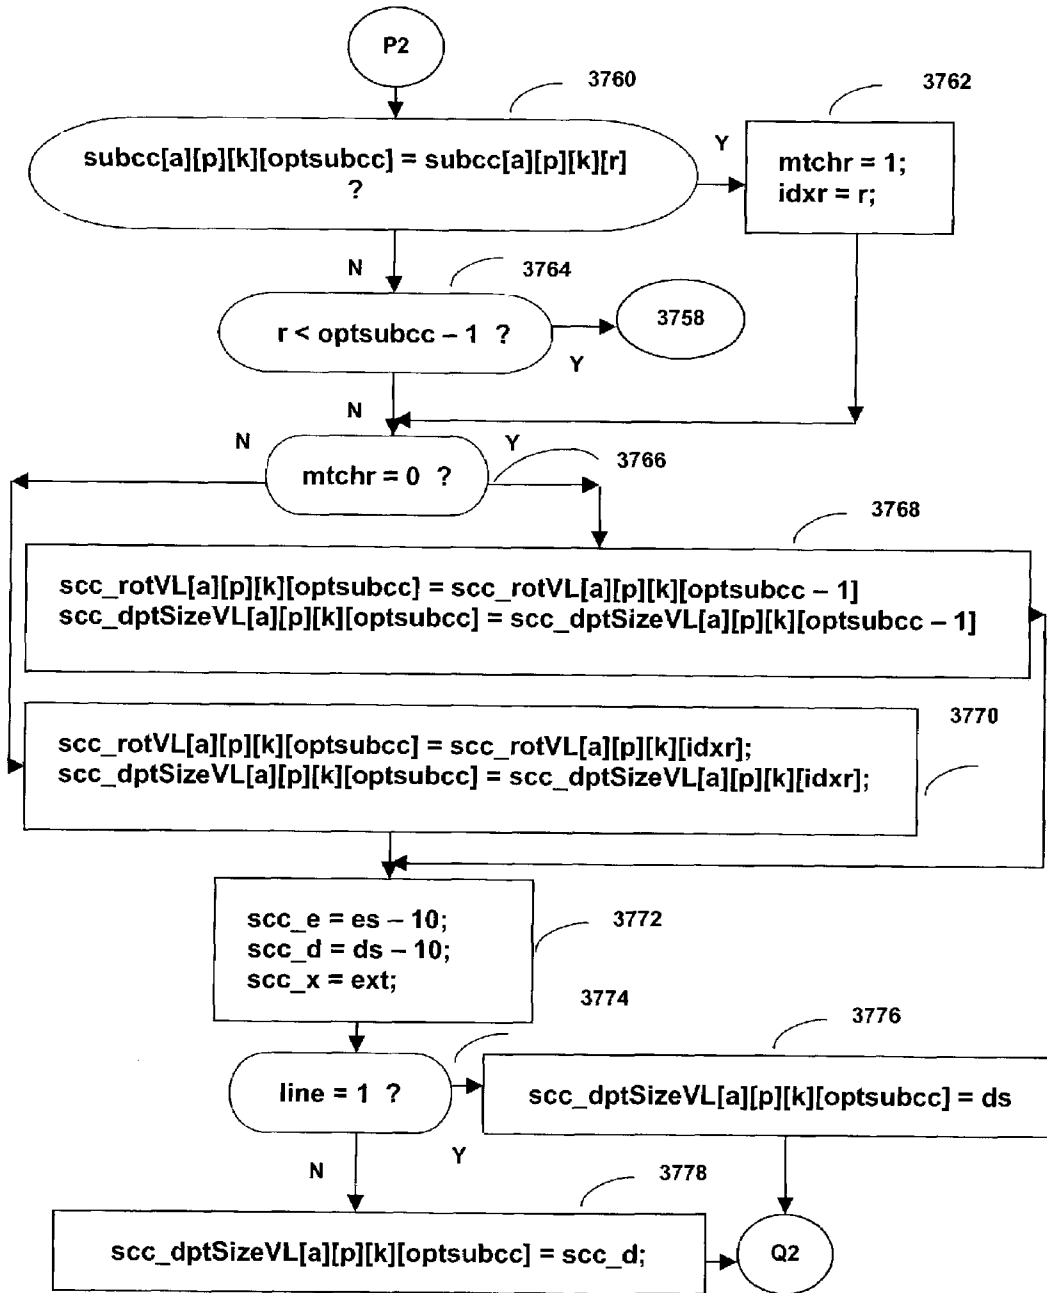 P2
3760
3762
subcc[a][p][k][optsubcc] = subcc[a][p][k][r]
?
Y
mtchr = 1;
idxr = r;
N
3764
r < optsubcc – 1 ?
3758
Y
N
N
Y
mtchr = 0 ?
3766
3768
scc_rotVL[a][p][k][optsubcc] = scc_rotVL[a][p][k][optsubcc – 1]
scc_dptSizeVL[a][p][k][optsubcc] = scc_dptSizeVL[a][p][k][optsubcc – 1]
3770
scc_rotVL[a][p][k][optsubcc] = scc_rotVL[a][p][k][idxr];
scc_dptSizeVL[a][p][k][optsubcc] = scc_dptSizeVL[a][p][k][idxr];
scc_e = es – 10;
scc_d = ds – 10;
scc_x = ext;
3772
3774
3776
line = 1 ?
scc_dptSizeVL[a][p][k][optsubcc] = ds
N
Y
3778
scc_dptSizeVL[a][p][k][optsubcc] = scc_d;
Q2